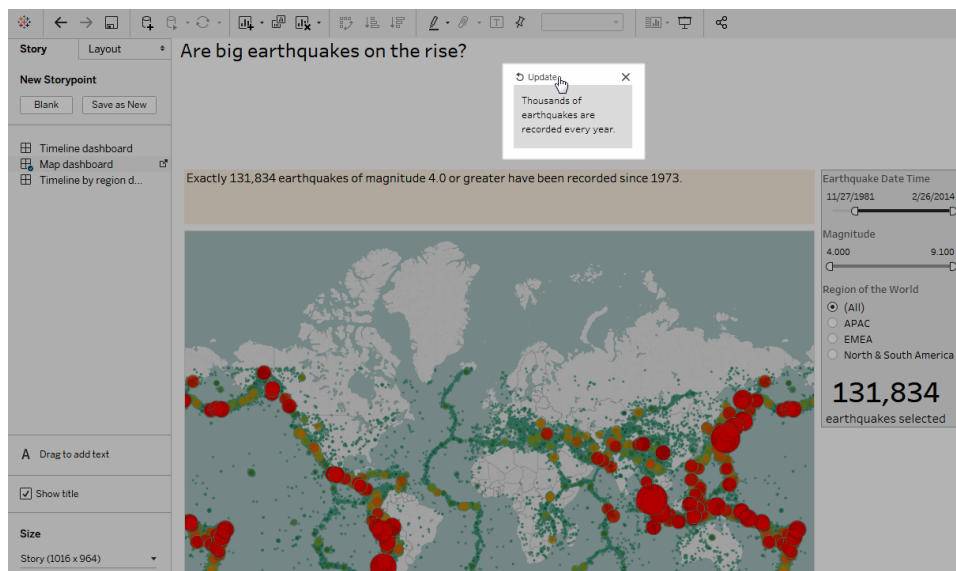 Story
Layout
Are big earthquakes on the rise?
New Storypoint
Blank
Save as New
Update
Thousands of
earthquakes are
recorded every year.
Timeline dashboard
Map dashboard
Timeline by region d...
Exactly 131,834 earthquakes of magnitude 4.0 or greater have been recorded since 1973.
Earthquake Date Time
11/27/1981 2/26/2014
Magnitude
4.000 9.100
Region of the World
(All)
APAC
EMEA
North & South America
131,834
earthquakes selected
A Drag to add text
Show title
Size
Story (1016 x 964)